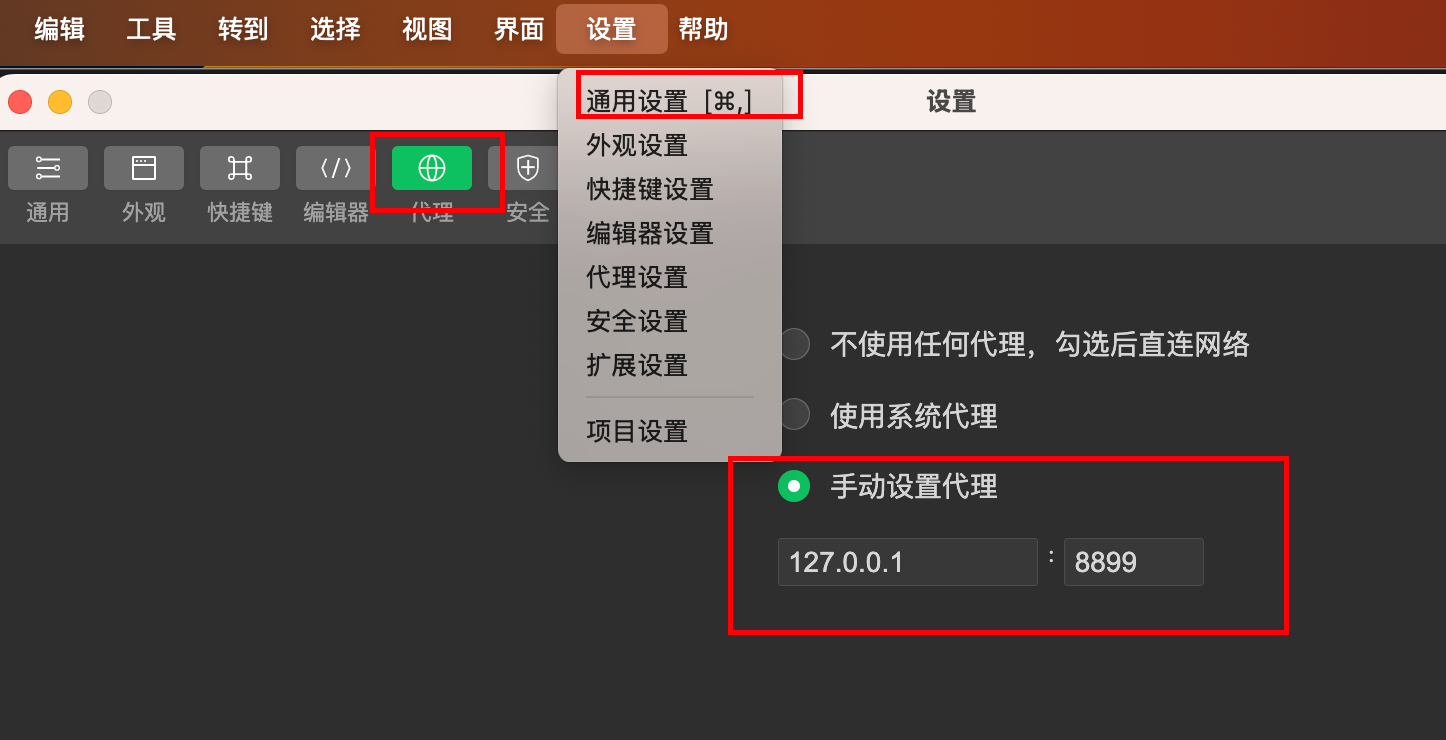 编辑 工具 转到 选择 视图 界面 设置 帮助
设置
通用设置 [⌘,]
外观设置
快捷键设置
编辑器设置
代理设置
安全设置
扩展设置
项目设置
通用 外观 快捷键 编辑器 代理 安全
不使用任何代理，勾选后直连网络
使用系统代理
手动设置代理
127.0.0.1 : 8899